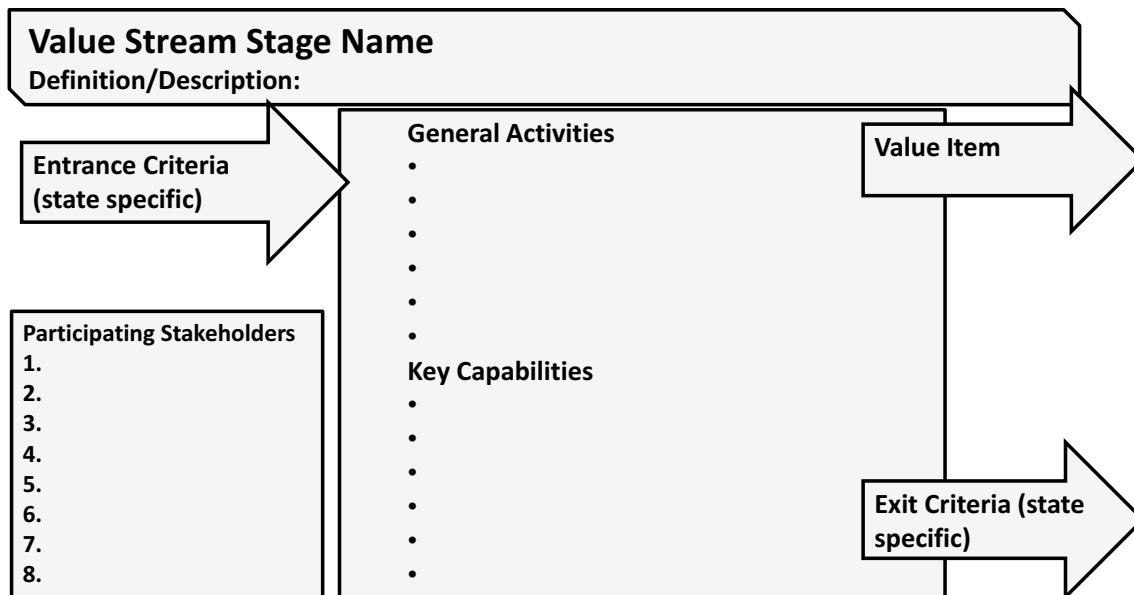 Value Stream Stage Name
Definition/Description:
Entrance Criteria
(state specific)
General Activities
•
•
•
•
•
•
Key Capabilities
•
•
•
•
•
•
Value Item
Participating Stakeholders
1.
2.
3.
4.
5.
6.
7.
8.
Exit Criteria (state
specific)